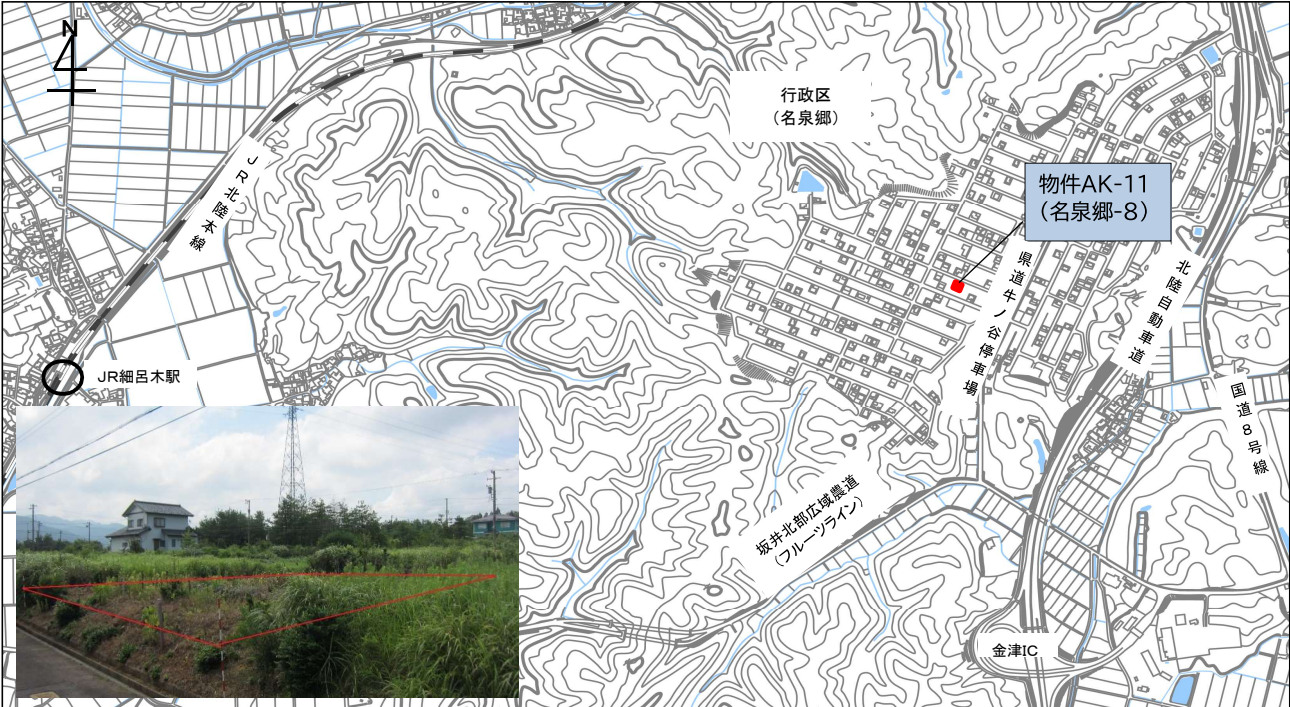 N
行政区
（名泉郷）
物件AK-11
（名泉郷-8）
JR北陸本線
県道牛ノ谷停車場
北陸自動車道
JR細呂木駅
国道8号線
坂井北部広域農道
（フルーツライン）
金津IC